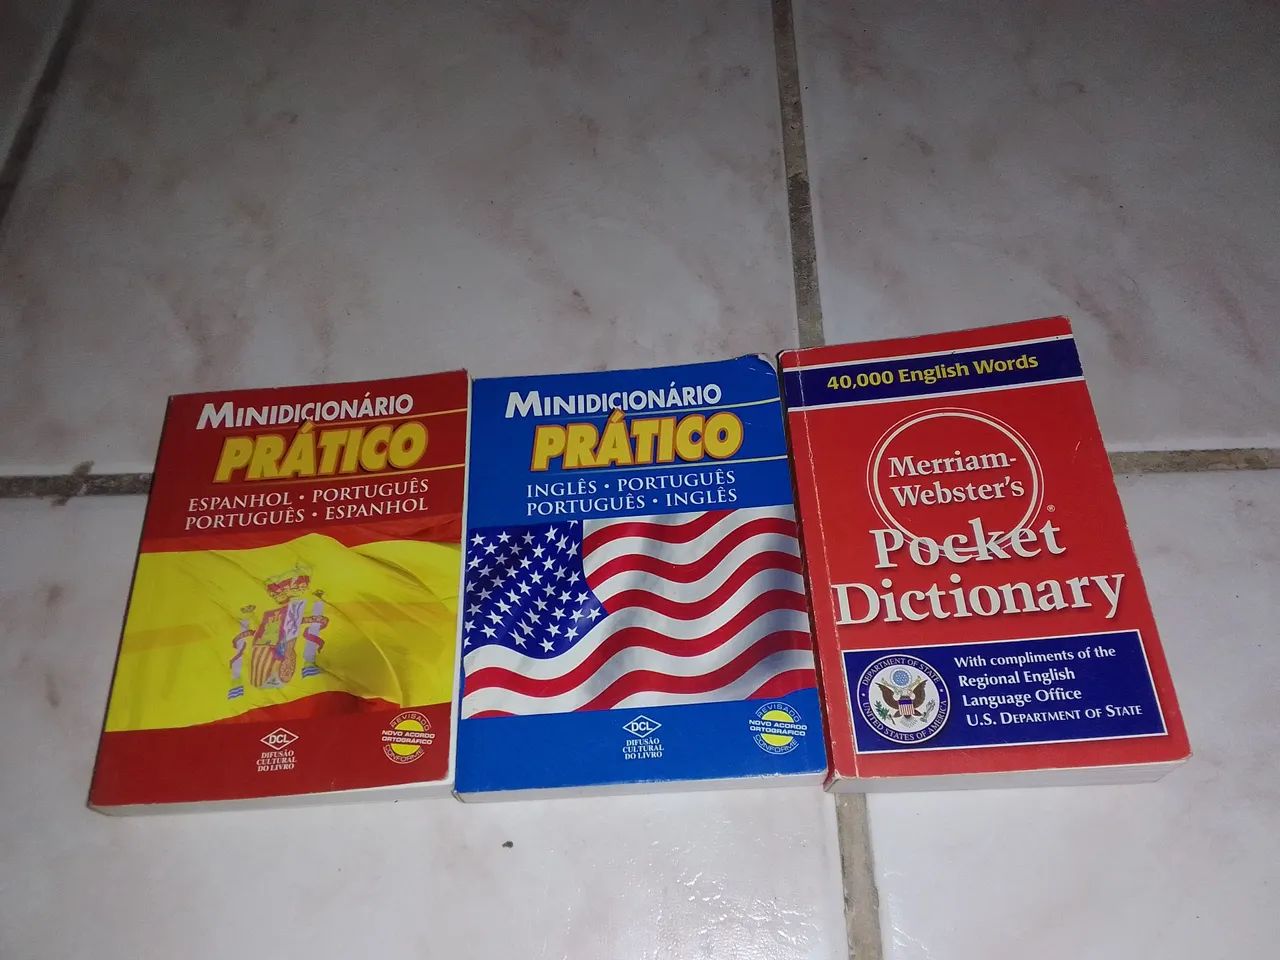 MINIDICIONÁRIO
PRÁTICO
ESPANHOL • PORTUGUÊS
PORTUGUÊS • ESPANHOL
DCL
DIFUSÃO
CULTURAL
DO LIVRO
REVISADO
NOVO ACORDO
ORTOGRÁFICO
CONFORME
MINIDICIONÁRIO
PRÁTICO
INGLÊS • PORTUGUÊS
PORTUGUÊS • INGLÊS
DCL
DIFUSÃO
CULTURAL
DO LIVRO
REVISADO
NOVO ACORDO
ORTOGRÁFICO
CONFORME
40,000 English Words
Merriam-
Webster's
Pocket
Dictionary
®
DEPARTMENT OF STATE
UNITED STATES OF AMERICA
With compliments of the
Regional English
Language Office
U.S. DEPARTMENT OF STATE